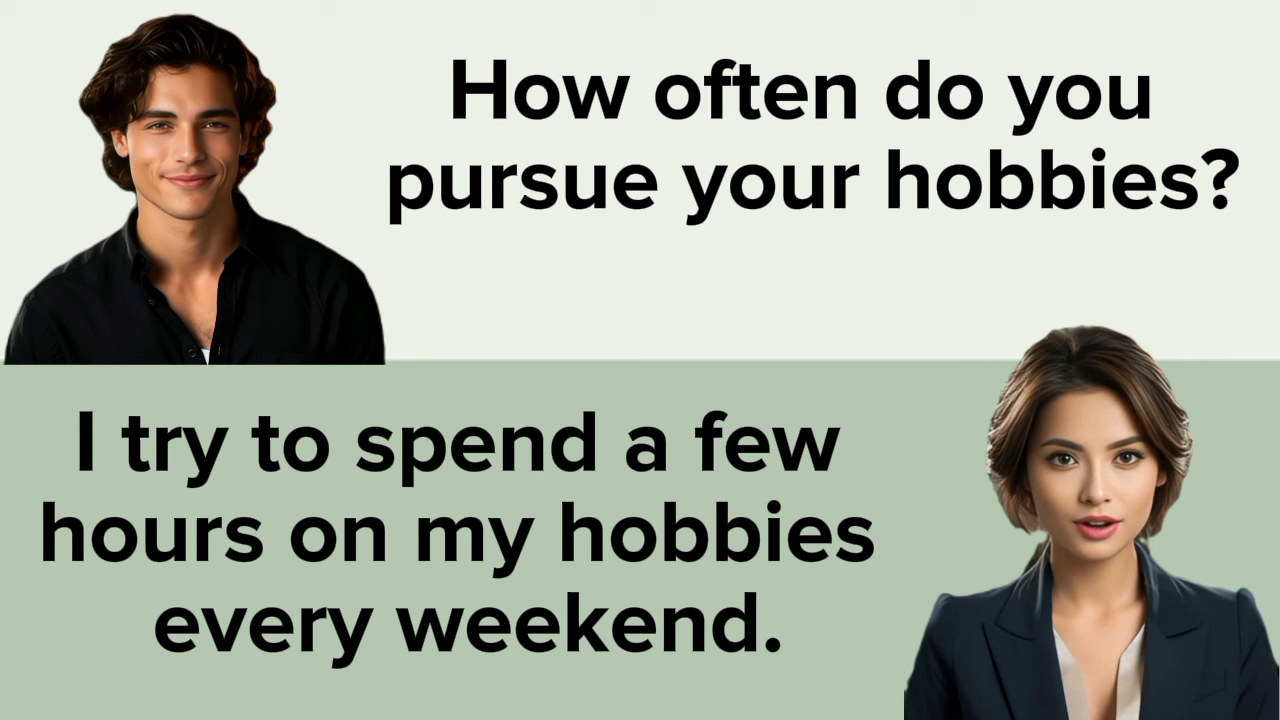 How often do you
pursue your hobbies?
I try to spend a few
hours on my hobbies
every weekend.